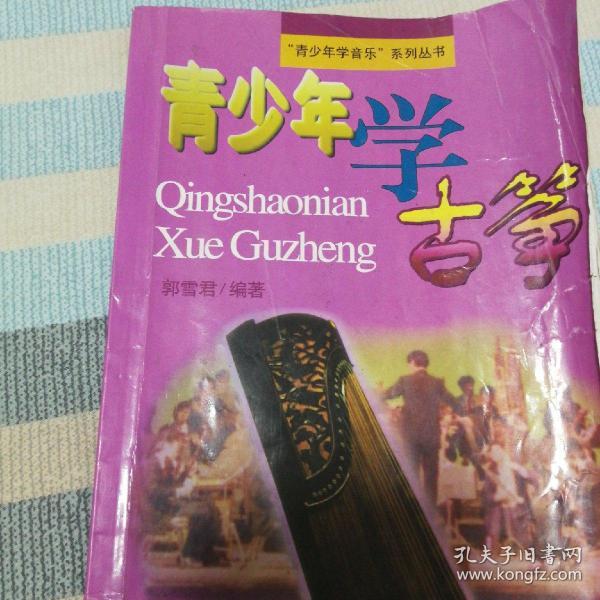 “青少年学音乐”系列丛书
青少年学
古筝
Qingshaonian
Xue Guzheng
郭雪君/编著
孔夫子旧书网
www.kongfz.com